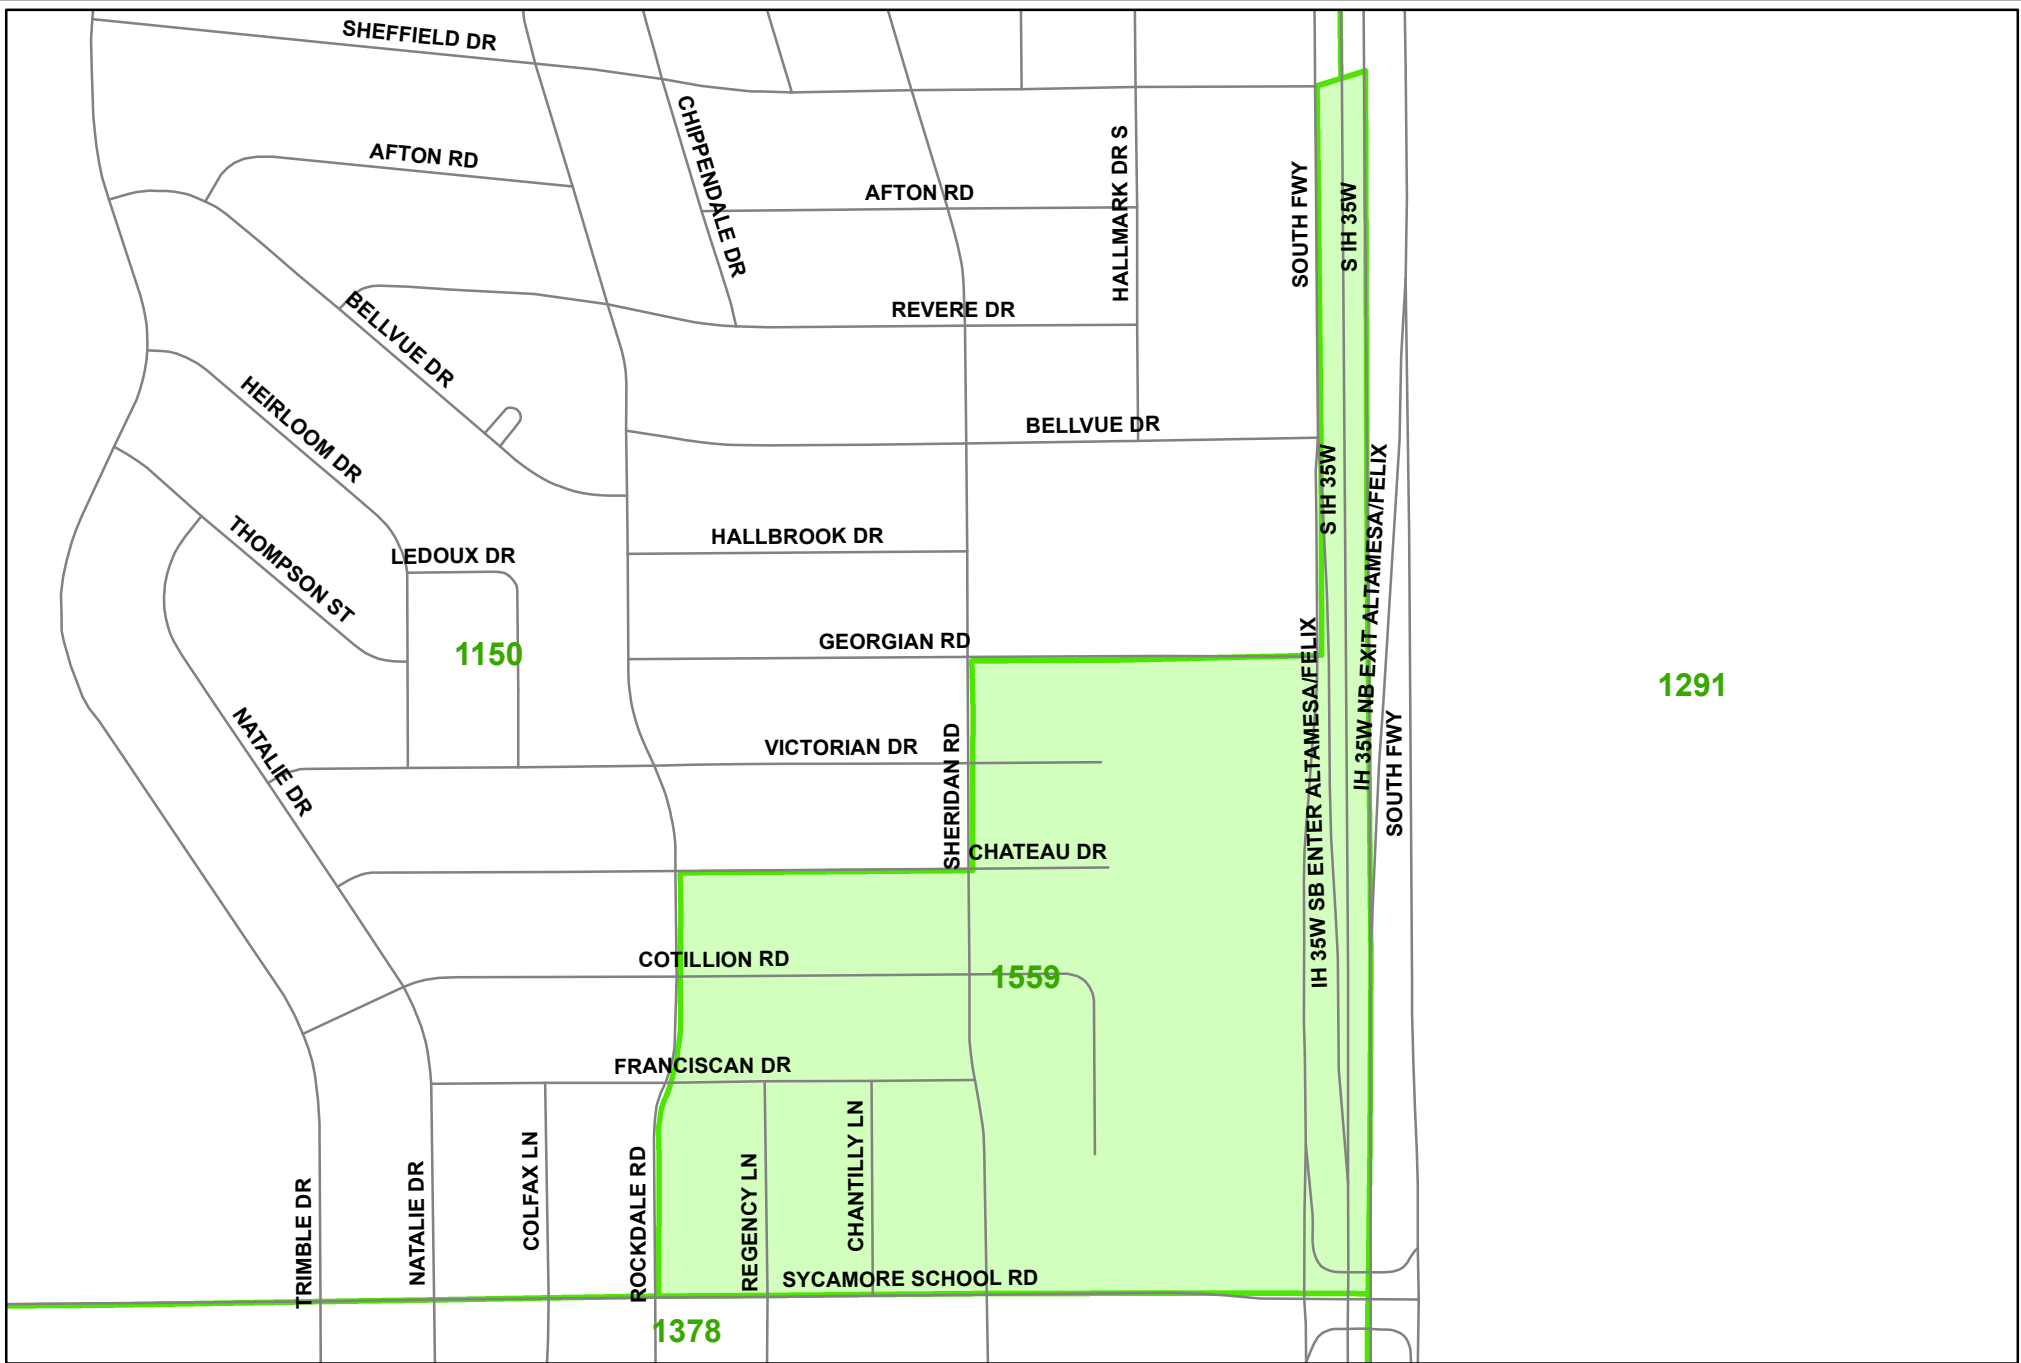 SHEFFIELD DR
CHIPPENDALE DR
HALLMARK DR S
AFTON RD
AFTON RD
SOUTH FWY
S IH 35W
REVERE DR
BELLVUE DR
HEIRLOOM DR
BELLVUE DR
S IH 35W
IH 35W NB EXIT ALTAMESA/FELIX
THOMPSON ST
LEDOUX DR
HALLBROOK DR
GEORGIAN RD
1150
1291
IH 35W SB ENTER ALTAMESA/FELIX
NATALIE DR
VICTORIAN DR
SHERIDAN RD
SOUTH FWY
CHATEAU DR
COTILLION RD
1559
FRANCISCAN DR
TRIMBLE DR
NATALIE DR
COLFAX LN
ROCKDALE RD
REGENCY LN
CHANTILLY LN
SYCAMORE SCHOOL RD
1378